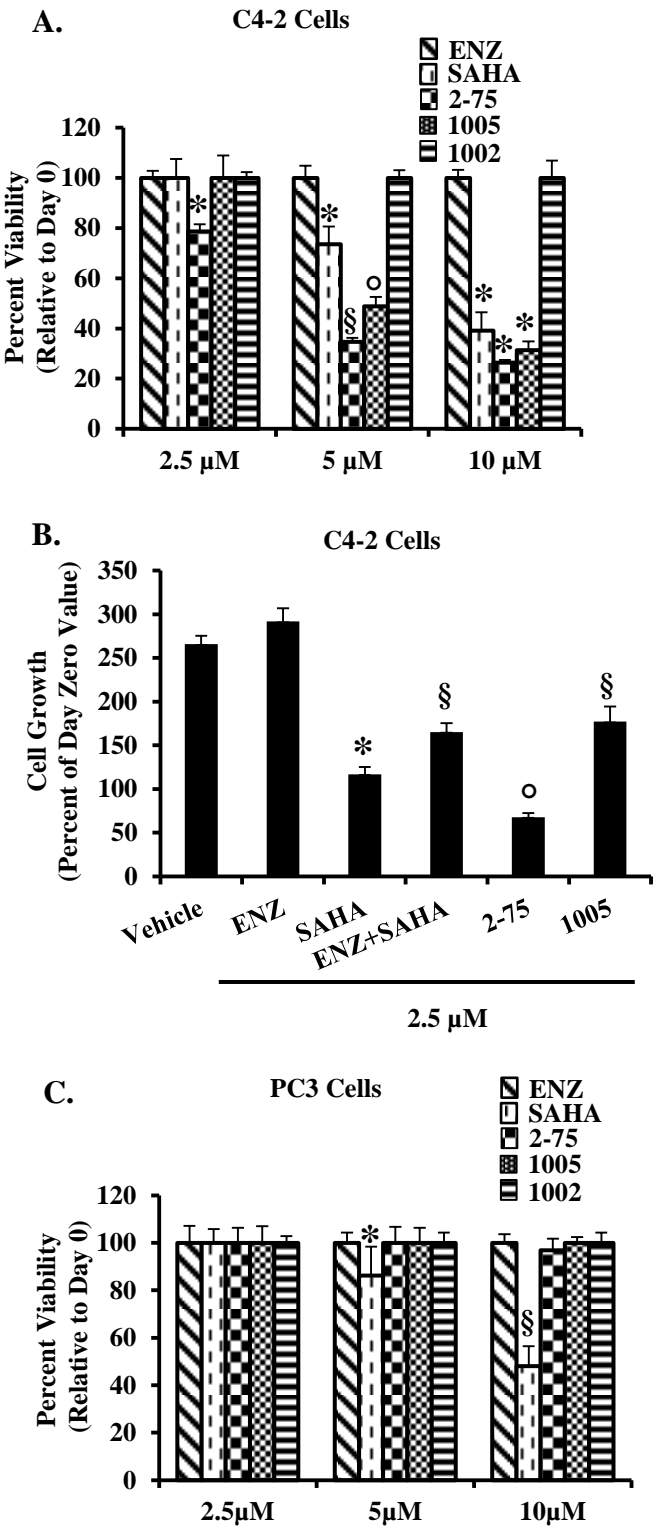 A.
C4-2 Cells
ENZ
SAHA
2-75
1005
1002
Percent Viability
(Relative to Day 0)
120
100
80
60
40
20
0
*
*
§
o
*
*
*
2.5 µM
5 µM
10 µM
B.
C4-2 Cells
Cell Growth
(Percent of Day Zero Value)
350
300
250
200
150
100
50
0
*
§
o
§
Vehicle
ENZ
SAHA
ENZ+SAHA
2-75
1005
2.5 µM
C.
PC3 Cells
ENZ
SAHA
2-75
1005
1002
Percent Viability
(Relative to Day 0)
120
100
80
60
40
20
0
*
§
2.5µM
5µM
10µM